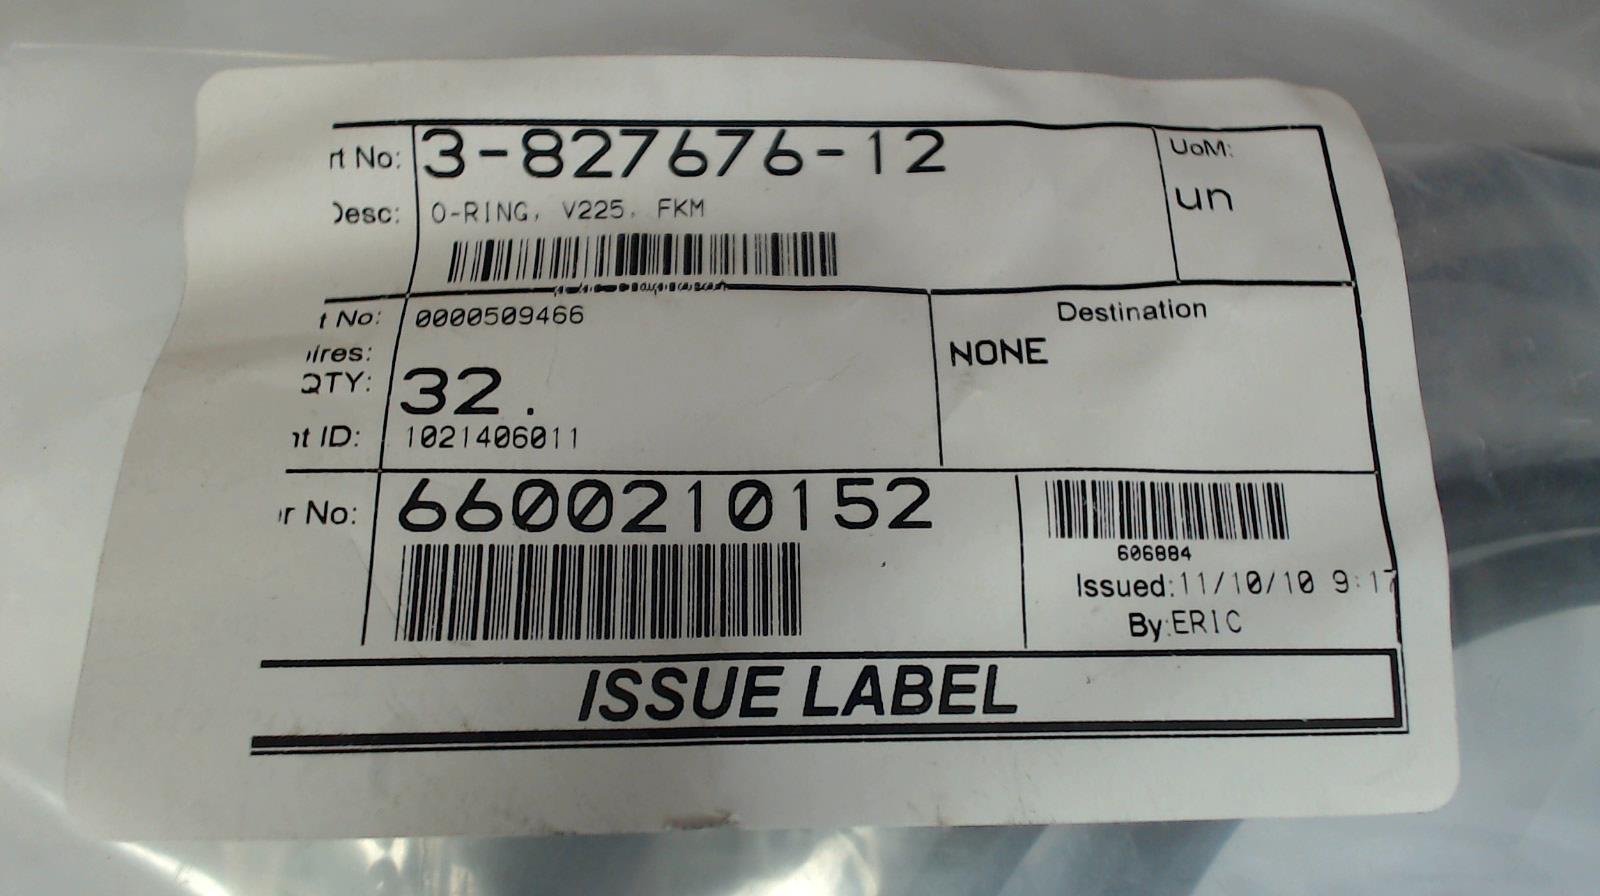 rt No: 3-827676-12
UoM:
un
Desc: O-RING, V225, FKM
t No: 0000509466
ires:
QTY: 32.
nt ID: 1021406011
Destination
NONE
r No: 6600210152
606884
Issued: 11/10/10 9:17
By: ERIC
ISSUE LABEL